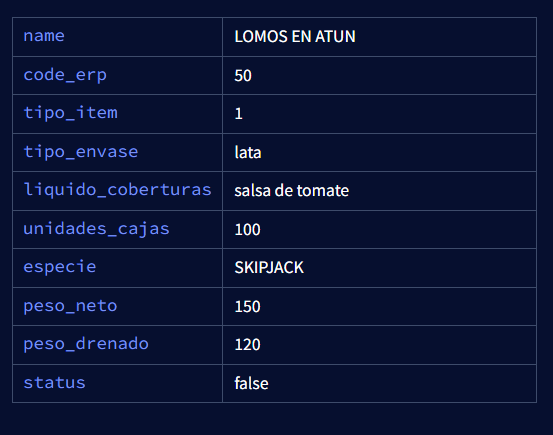 name LOMOS EN ATUN
code_erp 50
tipo_item 1
tipo_envase lata
liquido_coberturas salsa de tomate
unidades_cajas 100
especie SKIPJACK
peso_neto 150
peso_drenado 120
status false